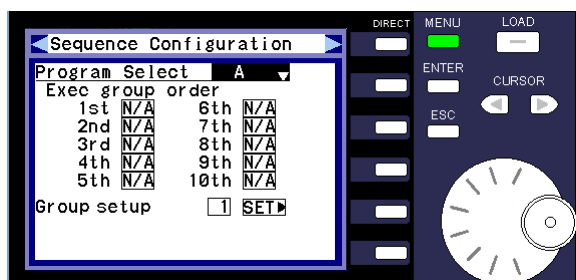 DIRECT MENU LOAD
Sequence Configuration
Program Select A
ENTER
CURSOR
Exec group order
1st N/A 6th N/A
ESC
2nd N/A 7th N/A
3rd N/A 8th N/A
4th N/A 9th N/A
5th N/A 10th N/A
Group setup 1 SET